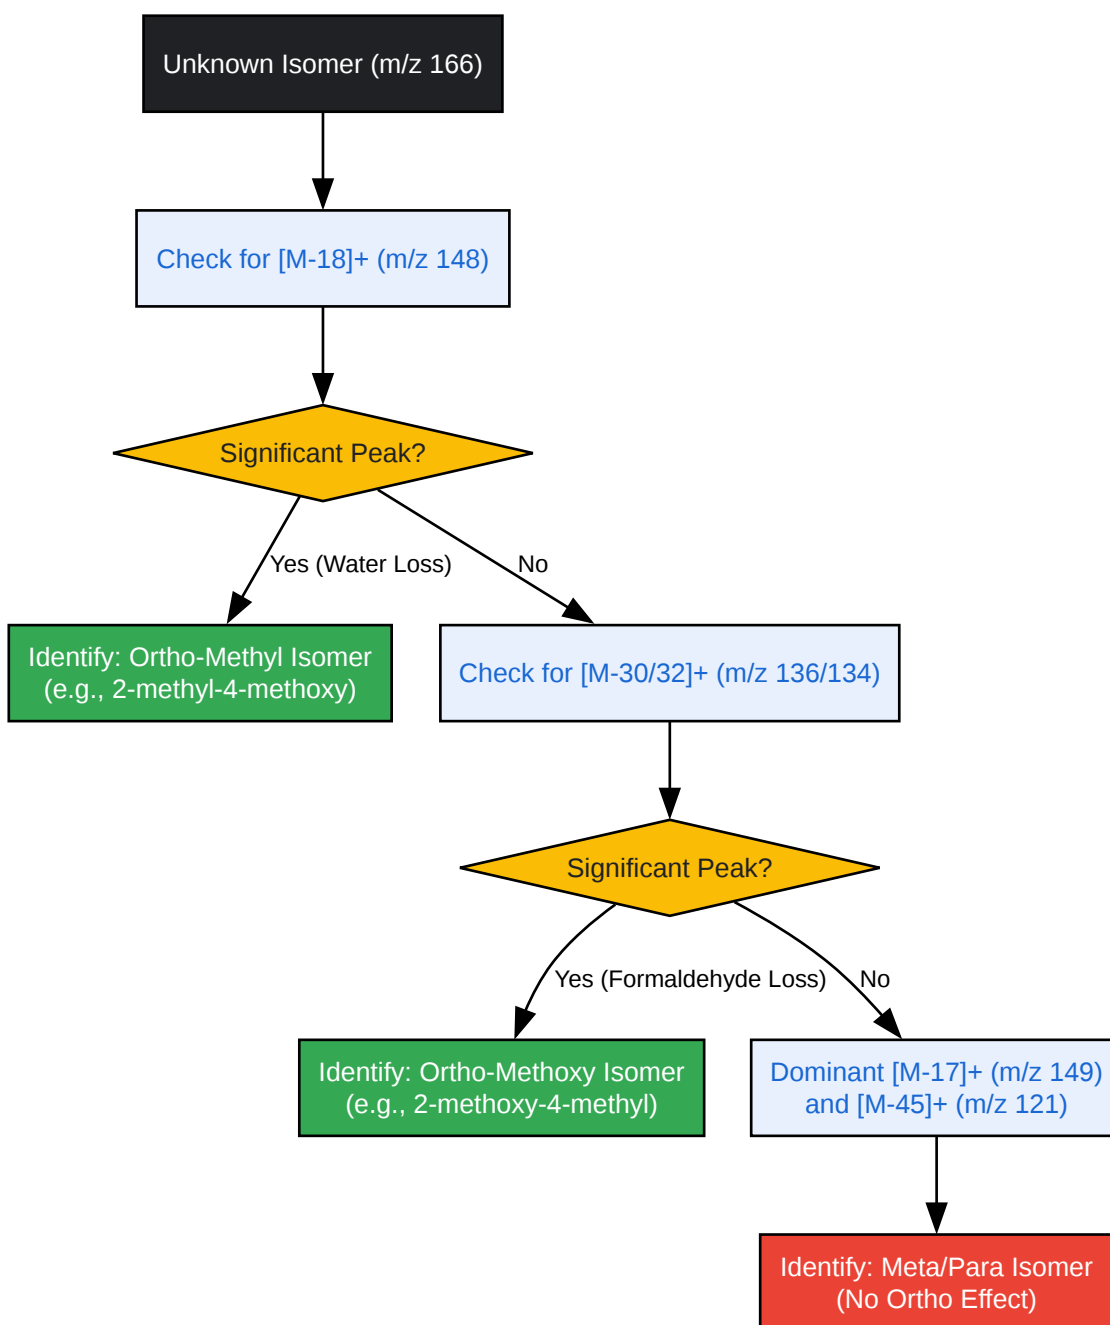 Unknown Isomer (m/z 166)
Check for [M-18]+ (m/z 148)
Significant Peak?
Yes (Water Loss)
No
Identify: Ortho-Methyl Isomer
(e.g., 2-methyl-4-methoxy)
Check for [M-30/32]+ (m/z 136/134)
Significant Peak?
Yes (Formaldehyde Loss)
No
Identify: Ortho-Methoxy Isomer
(e.g., 2-methoxy-4-methyl)
Dominant [M-17]+ (m/z 149)
and [M-45]+ (m/z 121)
Identify: Meta/Para Isomer
(No Ortho Effect)